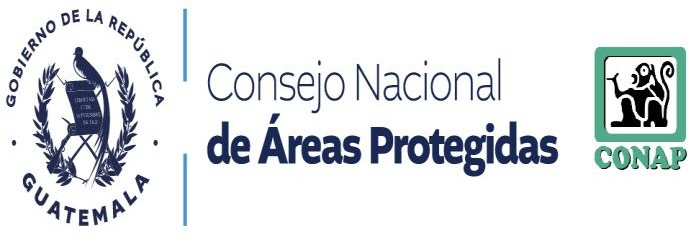 GOBIERNO DE LA REPÚBLICA
GUATEMALA
Consejo Nacional
de Áreas Protegidas
CONAP